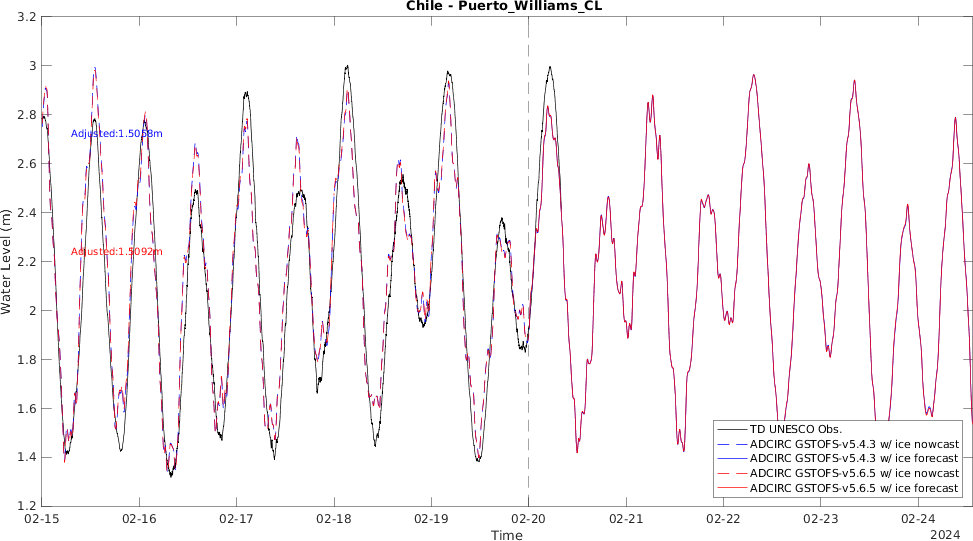 Chile - Puerto_Williams_CL
3.2
3
2.8
2.6
2.4
2.2
2
1.8
1.6
1.4
1.2
Water Level (m)
Adjusted:1.5058m
Adjusted:1.5092m
TD UNESCO Obs.
ADCIRC GSTOFS-v5.4.3 w/ ice nowcast
ADCIRC GSTOFS-v5.4.3 w/ ice forecast
ADCIRC GSTOFS-v5.6.5 w/ ice nowcast
ADCIRC GSTOFS-v5.6.5 w/ ice forecast
02-15 02-16 02-17 02-18 02-19 02-20 02-21 02-22 02-23 02-24
Time
2024